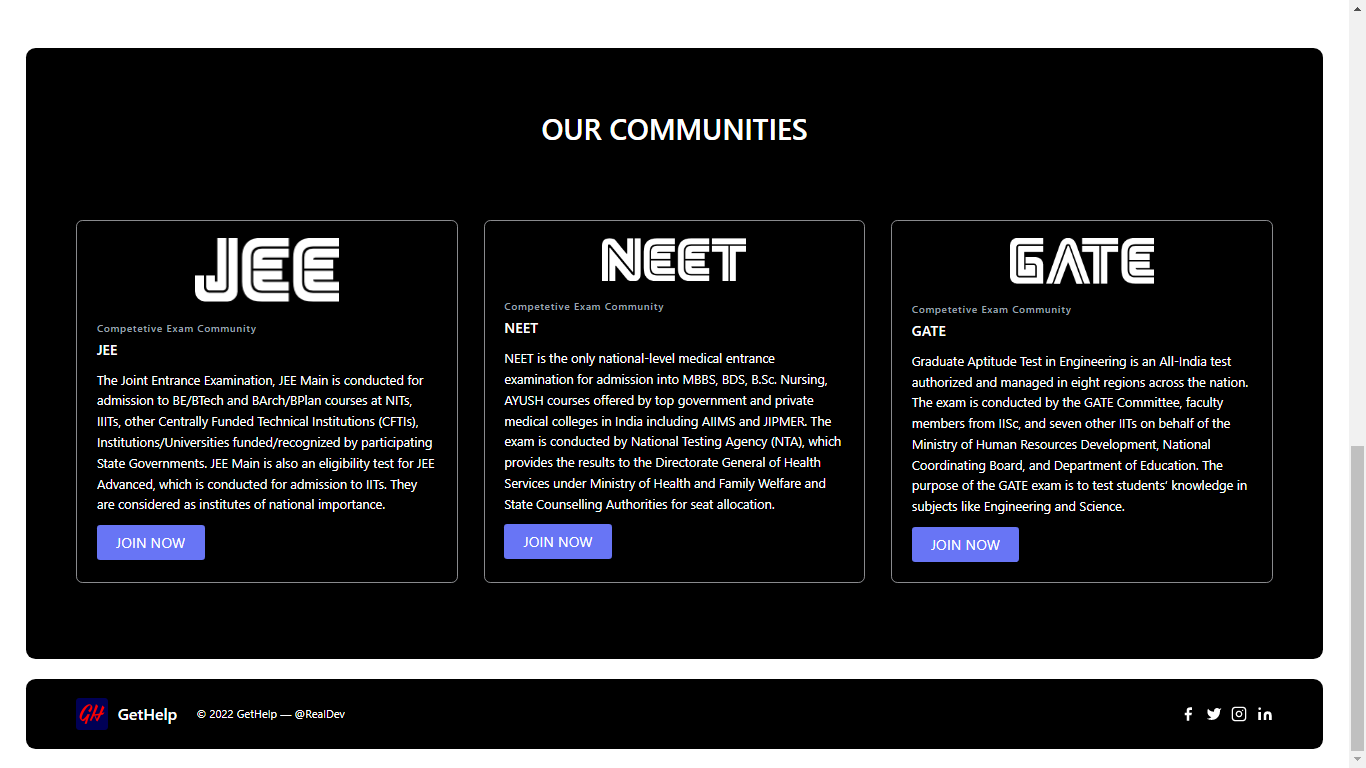 OUR COMMUNITIES
JEE
Competetive Exam Community
JEE
The Joint Entrance Examination, JEE Main is conducted for
admission to BE/BTech and BArch/BPlan courses at NITs,
IIITs, other Centrally Funded Technical Institutions (CFTIs),
Institutions/Universities funded/recognized by participating
State Governments. JEE Main is also an eligibility test for JEE
Advanced, which is conducted for admission to IITs. They
are considered as institutes of national importance.
JOIN NOW
NEET
Competetive Exam Community
NEET
NEET is the only national-level medical entrance
examination for admission into MBBS, BDS, B.Sc. Nursing,
AYUSH courses offered by top government and private
medical colleges in India including AIIMS and JIPMER. The
exam is conducted by National Testing Agency (NTA), which
provides the results to the Directorate General of Health
Services under Ministry of Health and Family Welfare and
State Counselling Authorities for seat allocation.
JOIN NOW
GATE
Competetive Exam Community
GATE
Graduate Aptitude Test in Engineering is an All-India test
authorized and managed in eight regions across the nation.
The exam is conducted by the GATE Committee, faculty
members from IISc, and seven other IITs on behalf of the
Ministry of Human Resources Development, National
Coordinating Board, and Department of Education. The
purpose of the GATE exam is to test students’ knowledge in
subjects like Engineering and Science.
JOIN NOW
GH GetHelp © 2022 GetHelp — @RealDev